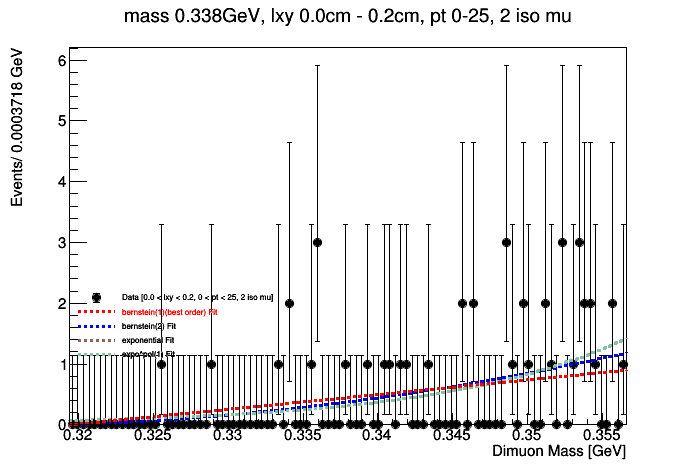 mass 0.338GeV, lxy 0.0cm - 0.2cm, pt 0-25, 2 iso mu
Events/ 0.0003718 GeV
6
5
4
3
2
1
0
Data [0.0 < lxy < 0.2, 0 < pt < 25, 2 iso mu]
bernstein(1)(best order) Fit
bernstein(2) Fit
exponential Fit
expo*pol(1) Fit
0.32 0.325 0.33 0.335 0.34 0.345 0.35 0.355
Dimuon Mass [GeV]